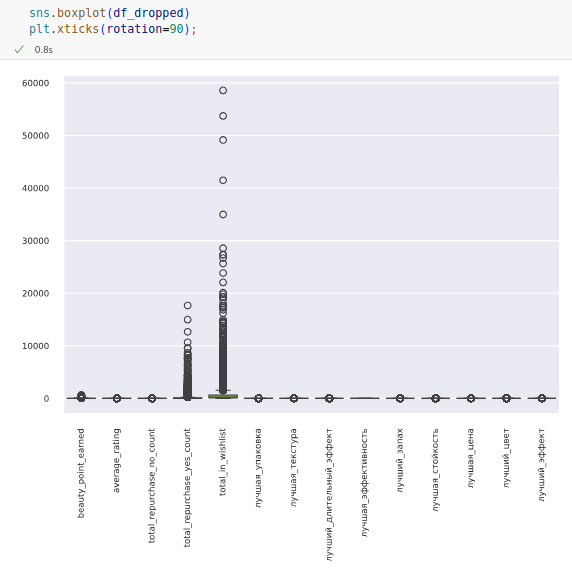 sns.boxplot(df_dropped)
plt.xticks(rotation=90);
0.8s
60000
50000
40000
30000
20000
10000
0
beauty_point_earned
average_rating
total_repurchase_no_count
total_repurchase_yes_count
total_in_wishlist
лучшая_упаковка
лучшая_текстура
лучший_длительный_эффект
лучшая_эффективность
лучший_запах
лучшая_стойкость
лучшая_цена
лучший_цвет
лучший_эффект